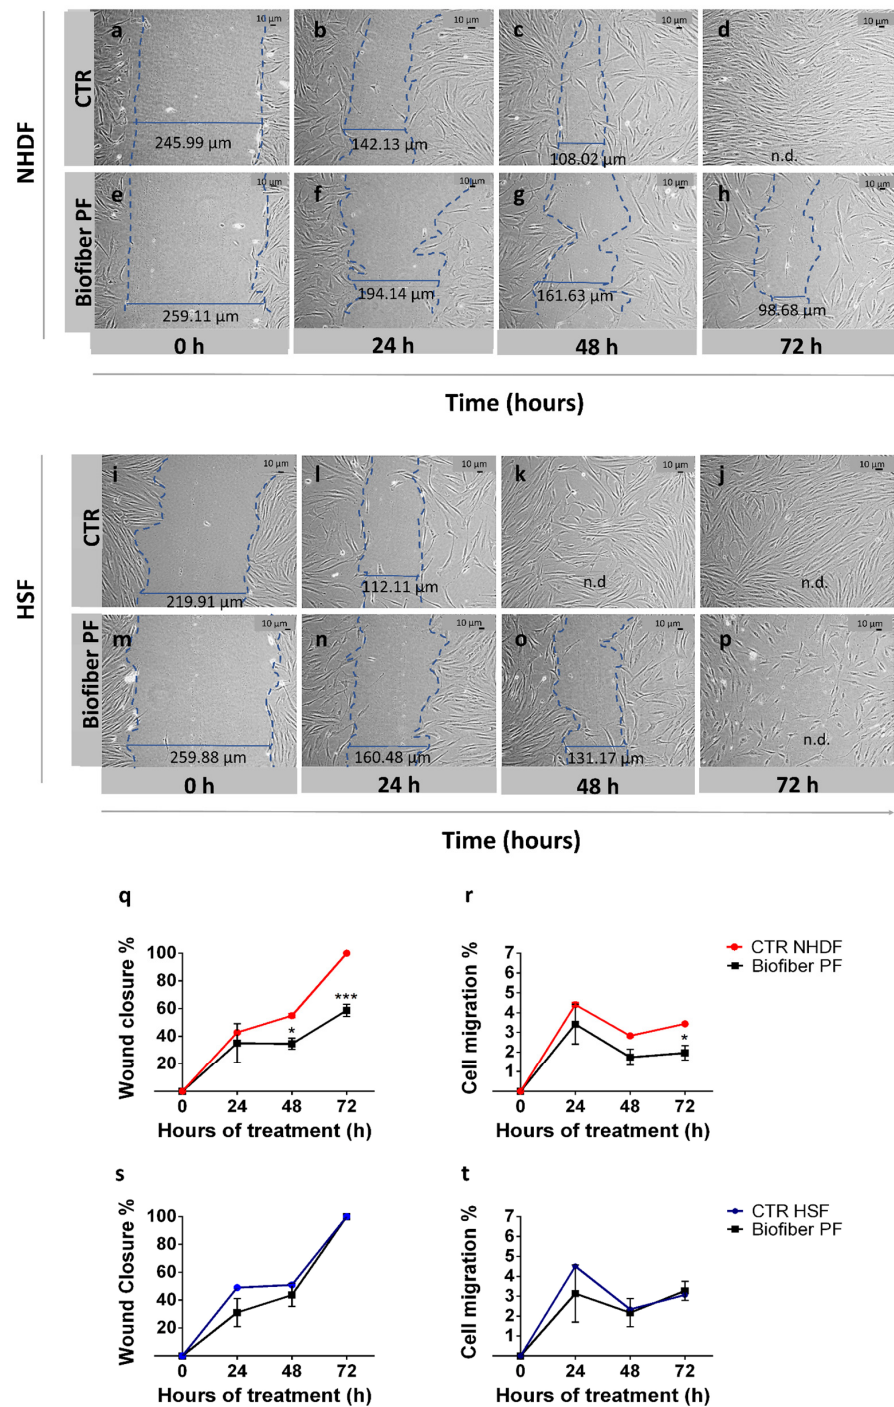 NHDF
CTR
a
10 µm
245.99 µm
b
10 µm
142.13 µm
c
10 µm
108.02 µm
d
10 µm
n.d.
Biofiber PF
e
10 µm
259.11 µm
f
10 µm
194.14 µm
g
10 µm
161.63 µm
h
10 µm
98.68 µm
0 h
24 h
48 h
72 h
Time (hours)
HSF
CTR
i
10 µm
219.91 µm
l
10 µm
112.11 µm
k
10 µm
n.d
j
10 µm
n.d.
Biofiber PF
m
10 µm
259.88 µm
n
10 µm
160.48 µm
o
10 µm
131.17 µm
p
10 µm
n.d.
0 h
24 h
48 h
72 h
Time (hours)
q
Wound closure %
100
80
60
40
20
*
***
0
24
48
72
Hours of treatment (h)
r
Cell migration %
7
6
5
4
3
2
1
*
0
24
48
72
Hours of treatment (h)
CTR NHDF
Biofiber PF
s
Wound Closure %
100
80
60
40
20
0
24
48
72
Hours of treatment (h)
t
Cell migration %
7
6
5
4
3
2
1
0
24
48
72
Hours of treatment (h)
CTR HSF
Biofiber PF